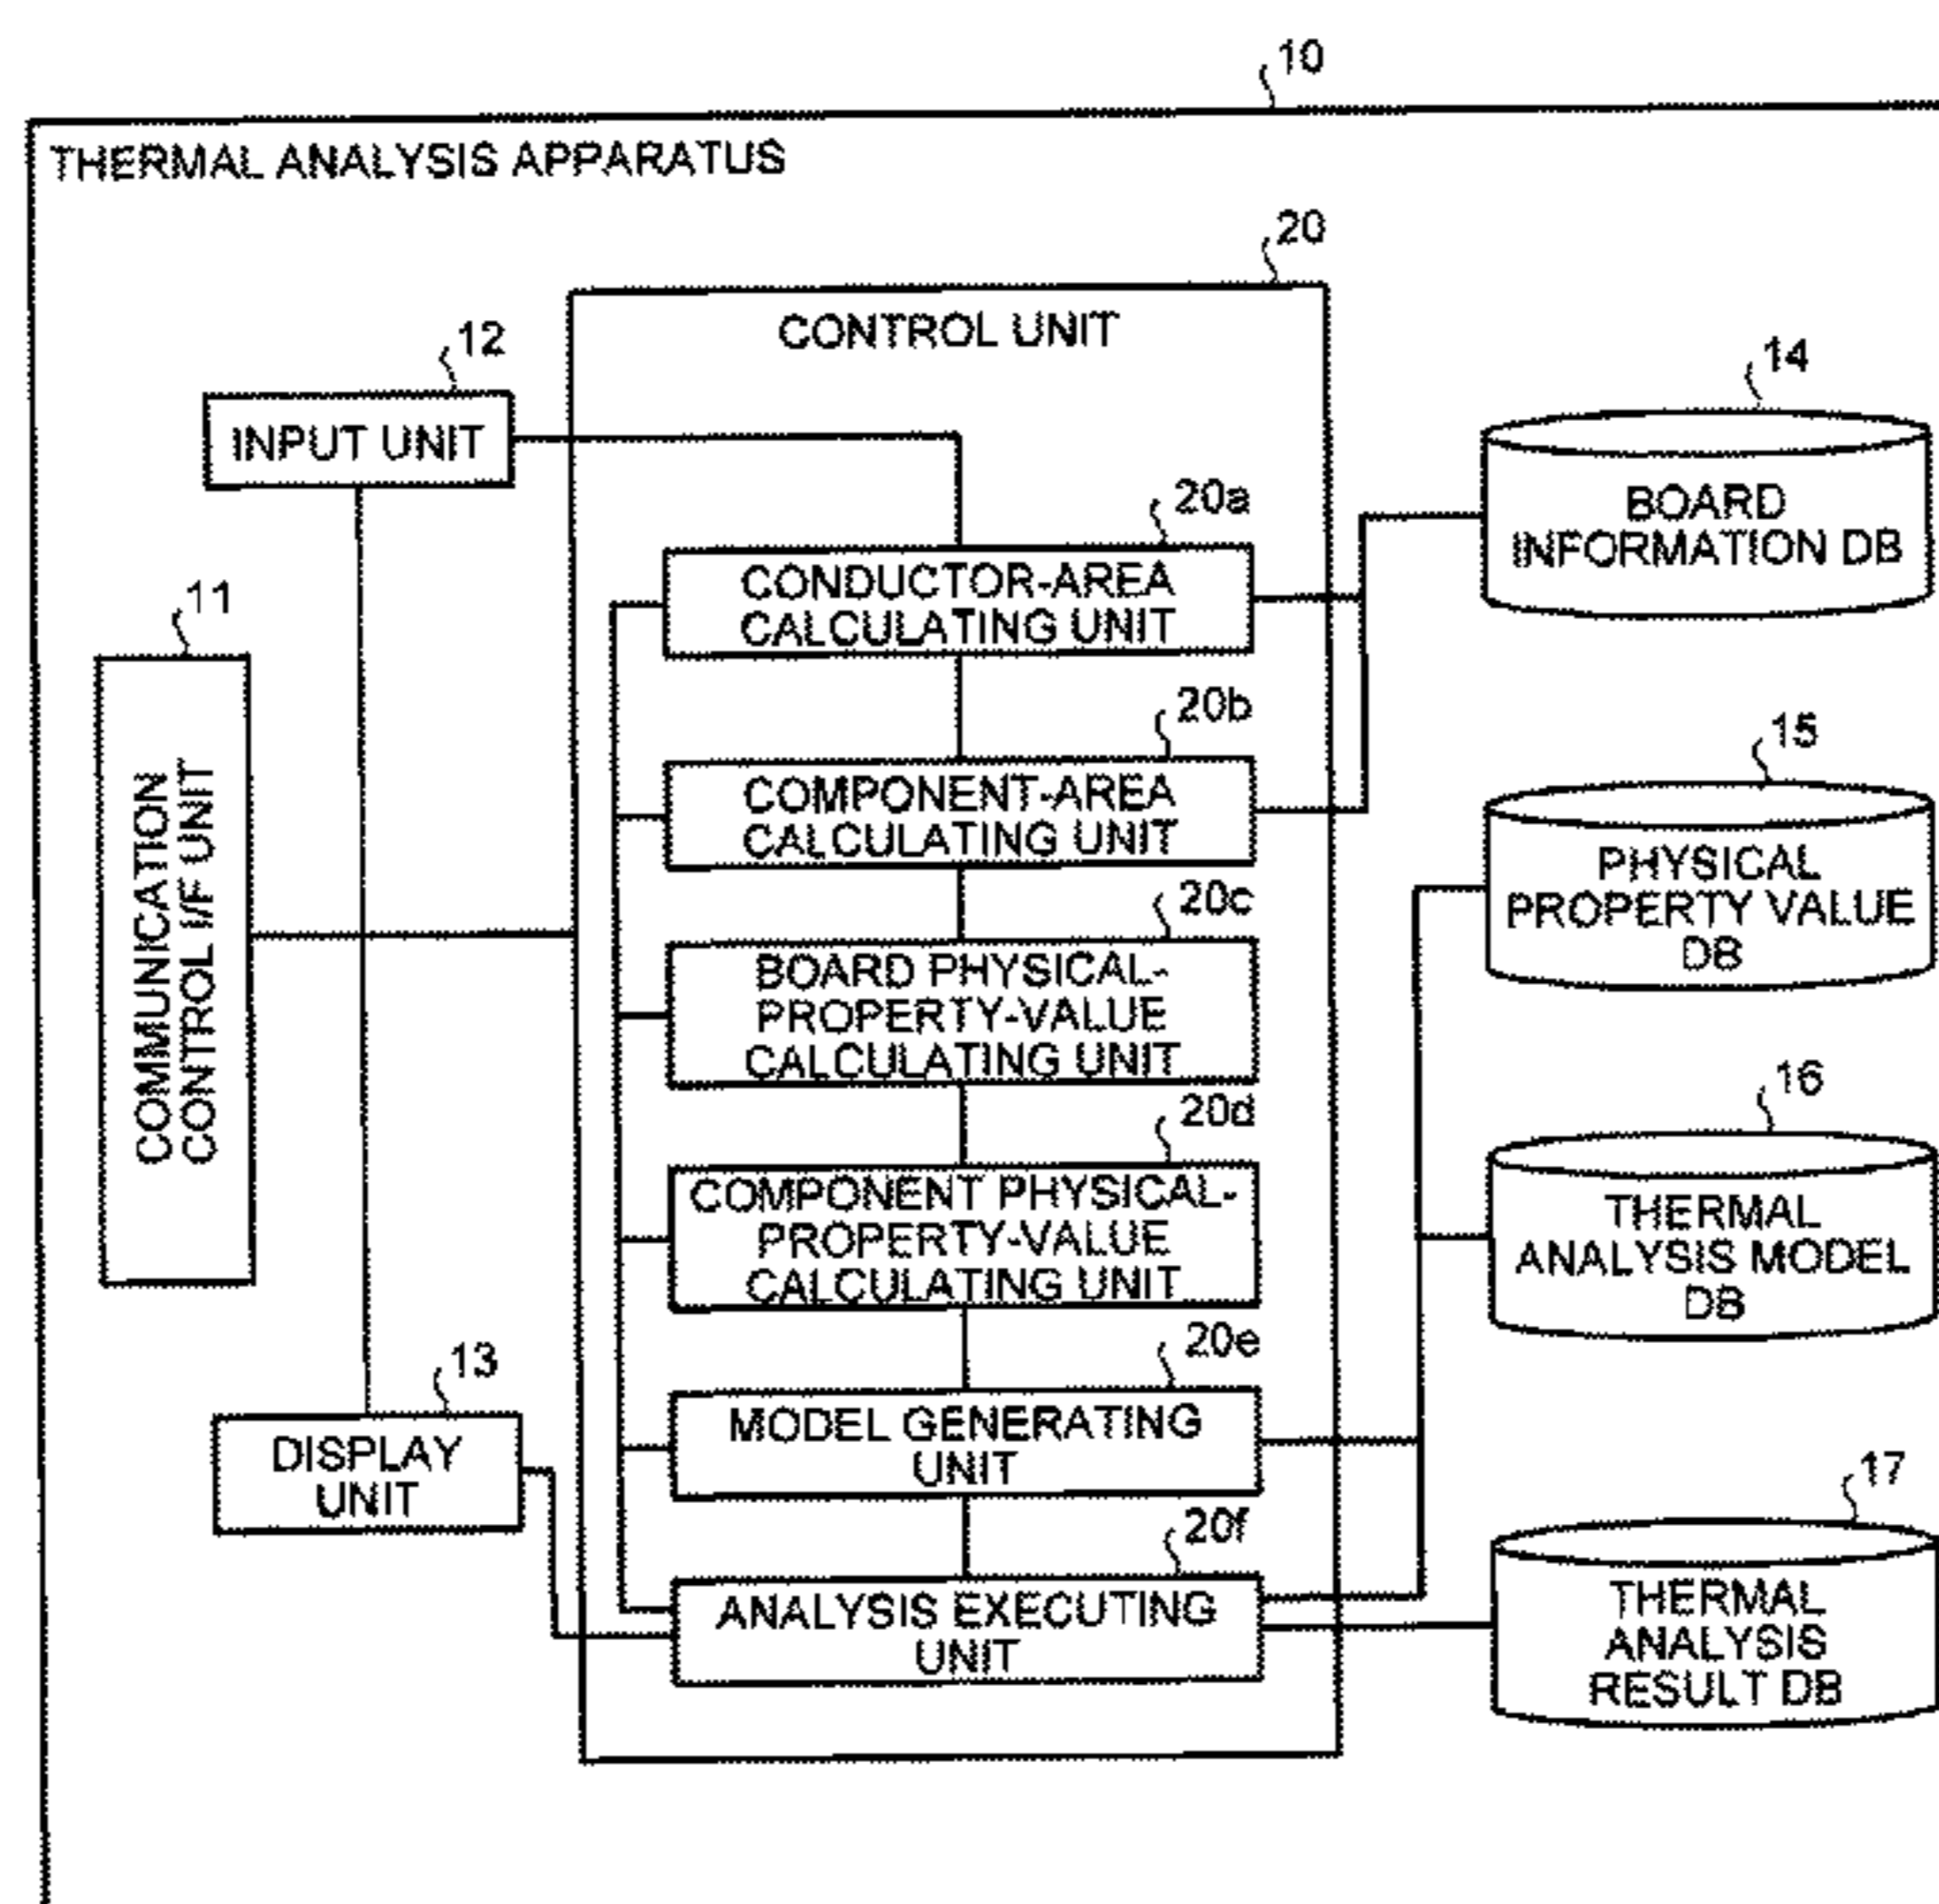 10
THERMAL ANALYSIS APPARATUS
20
CONTROL UNIT
12
INPUT UNIT
14
BOARD
INFORMATION DB
20a
CONDUCTOR-AREA
CALCULATING UNIT
11
COMMUNICATION
CONTROL I/F UNIT
20b
COMPONENT-AREA
CALCULATING UNIT
15
PHYSICAL
PROPERTY VALUE
DB
20c
BOARD PHYSICAL-
PROPERTY-VALUE
CALCULATING UNIT
16
THERMAL
ANALYSIS MODEL
DB
20d
COMPONENT PHYSICAL-
PROPERTY-VALUE
CALCULATING UNIT
13
DISPLAY
UNIT
20e
MODEL GENERATING
UNIT
17
THERMAL
ANALYSIS
RESULT DB
20f
ANALYSIS EXECUTING
UNIT